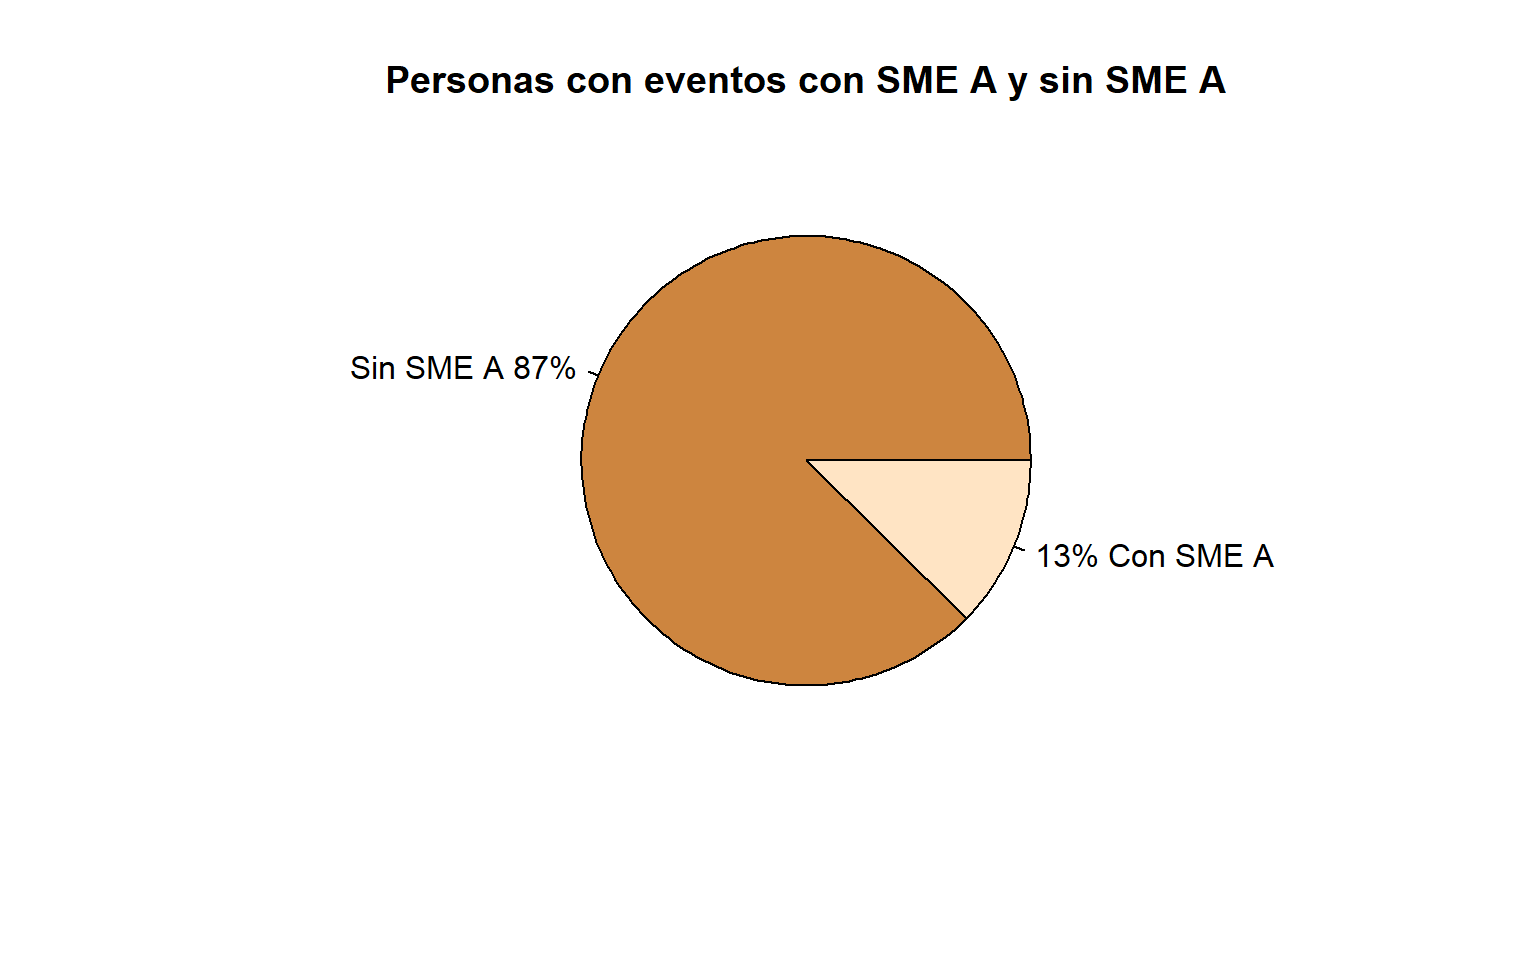 Personas con eventos con SME A y sin SME A
Sin SME A 87%
13% Con SME A